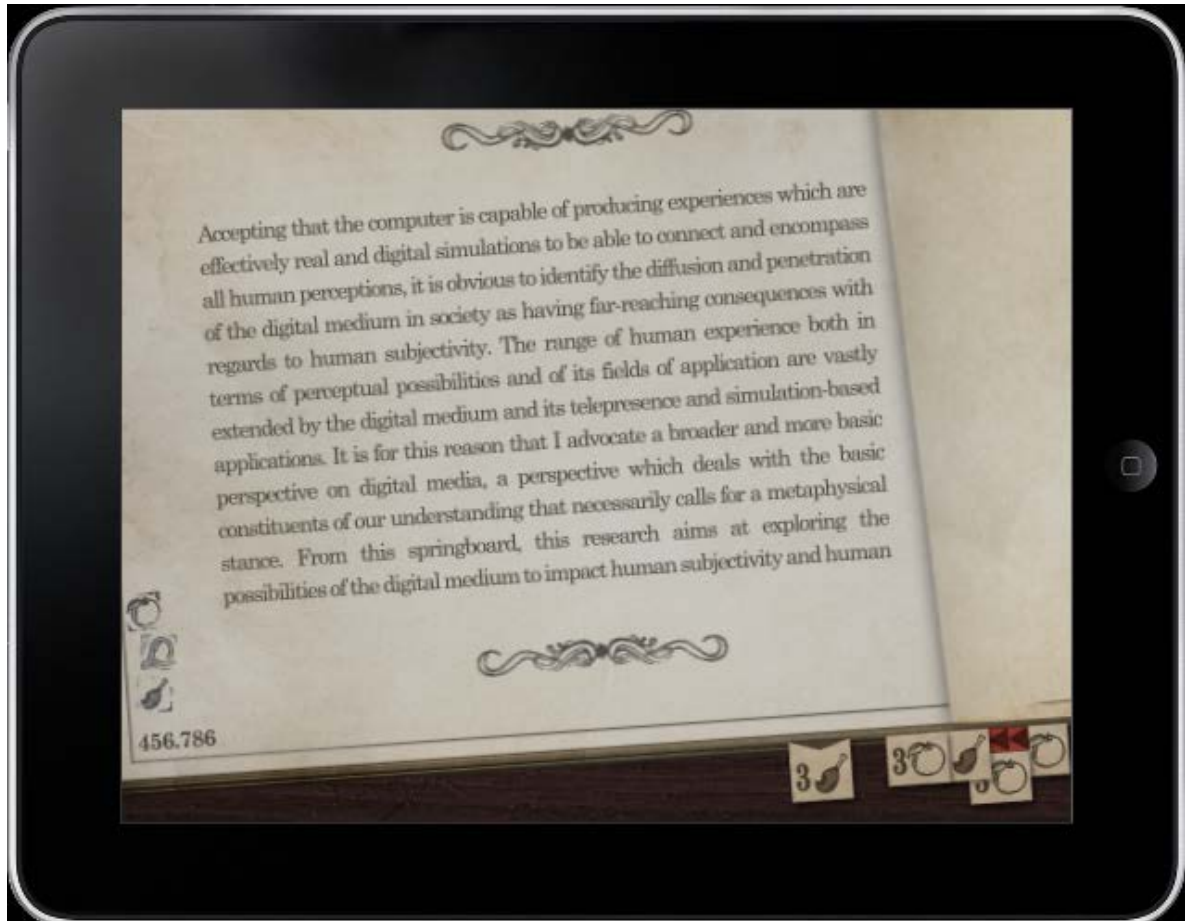 Accepting that the computer is capable of producing experiences which are
effectively real and digital simulations to be able to connect and encompass
all human perceptions, it is obvious to identify the diffusion and penetration
of the digital medium in society as having far-reaching consequences with
regards to human subjectivity. The range of human experience both in
terms of perceptual possibilities and of its fields of application are vastly
extended by the digital medium and its telepresence and simulation-based
applications. It is for this reason that I advocate a broader and more basic
perspective on digital media, a perspective which deals with the basic
constituents of our understanding that necessarily calls for a metaphysical
stance. From this springboard, this research aims at exploring the
possibilities of the digital medium to impact human subjectivity and human
456.786
3
3